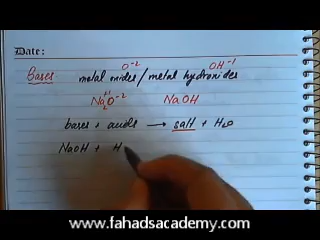 Date:
O⁻² OH⁻¹
Bases: metal oxides / metal hydroxides
Na₂⁺¹O⁻² NaOH
bases + acids → salt + H₂O
NaOH + H
www.fahadsacademy.com